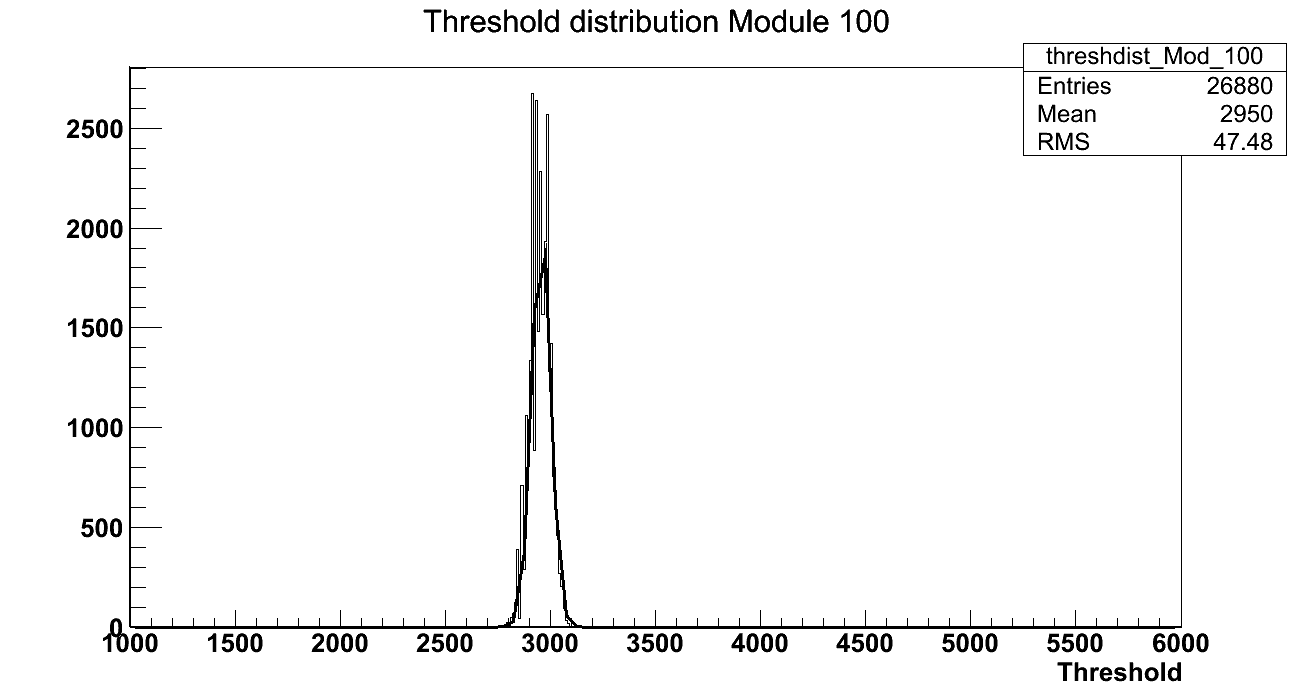 Threshold distribution Module 100
threshdist_Mod_100
Entries 26880
Mean 2950
RMS 47.48
2500
2000
1500
1000
500
0
1000 1500 2000 2500 3000 3500 4000 4500 5000 5500 6000
Threshold